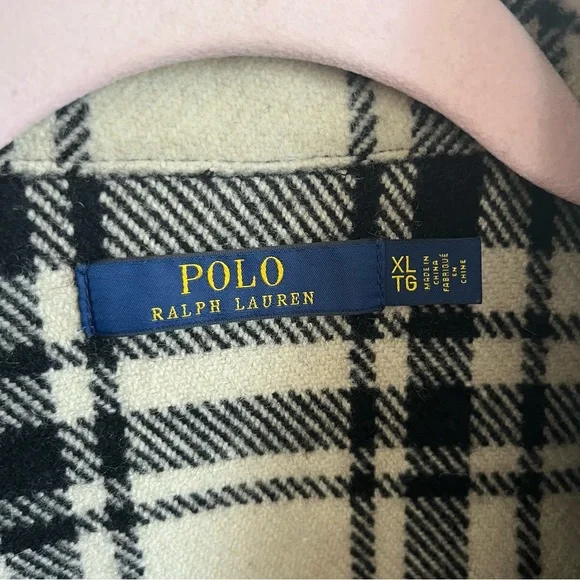 POLO
RALPH LAUREN
XL
TG
MADE IN
CHINA
FABRIQUÉ
EN
CHINE